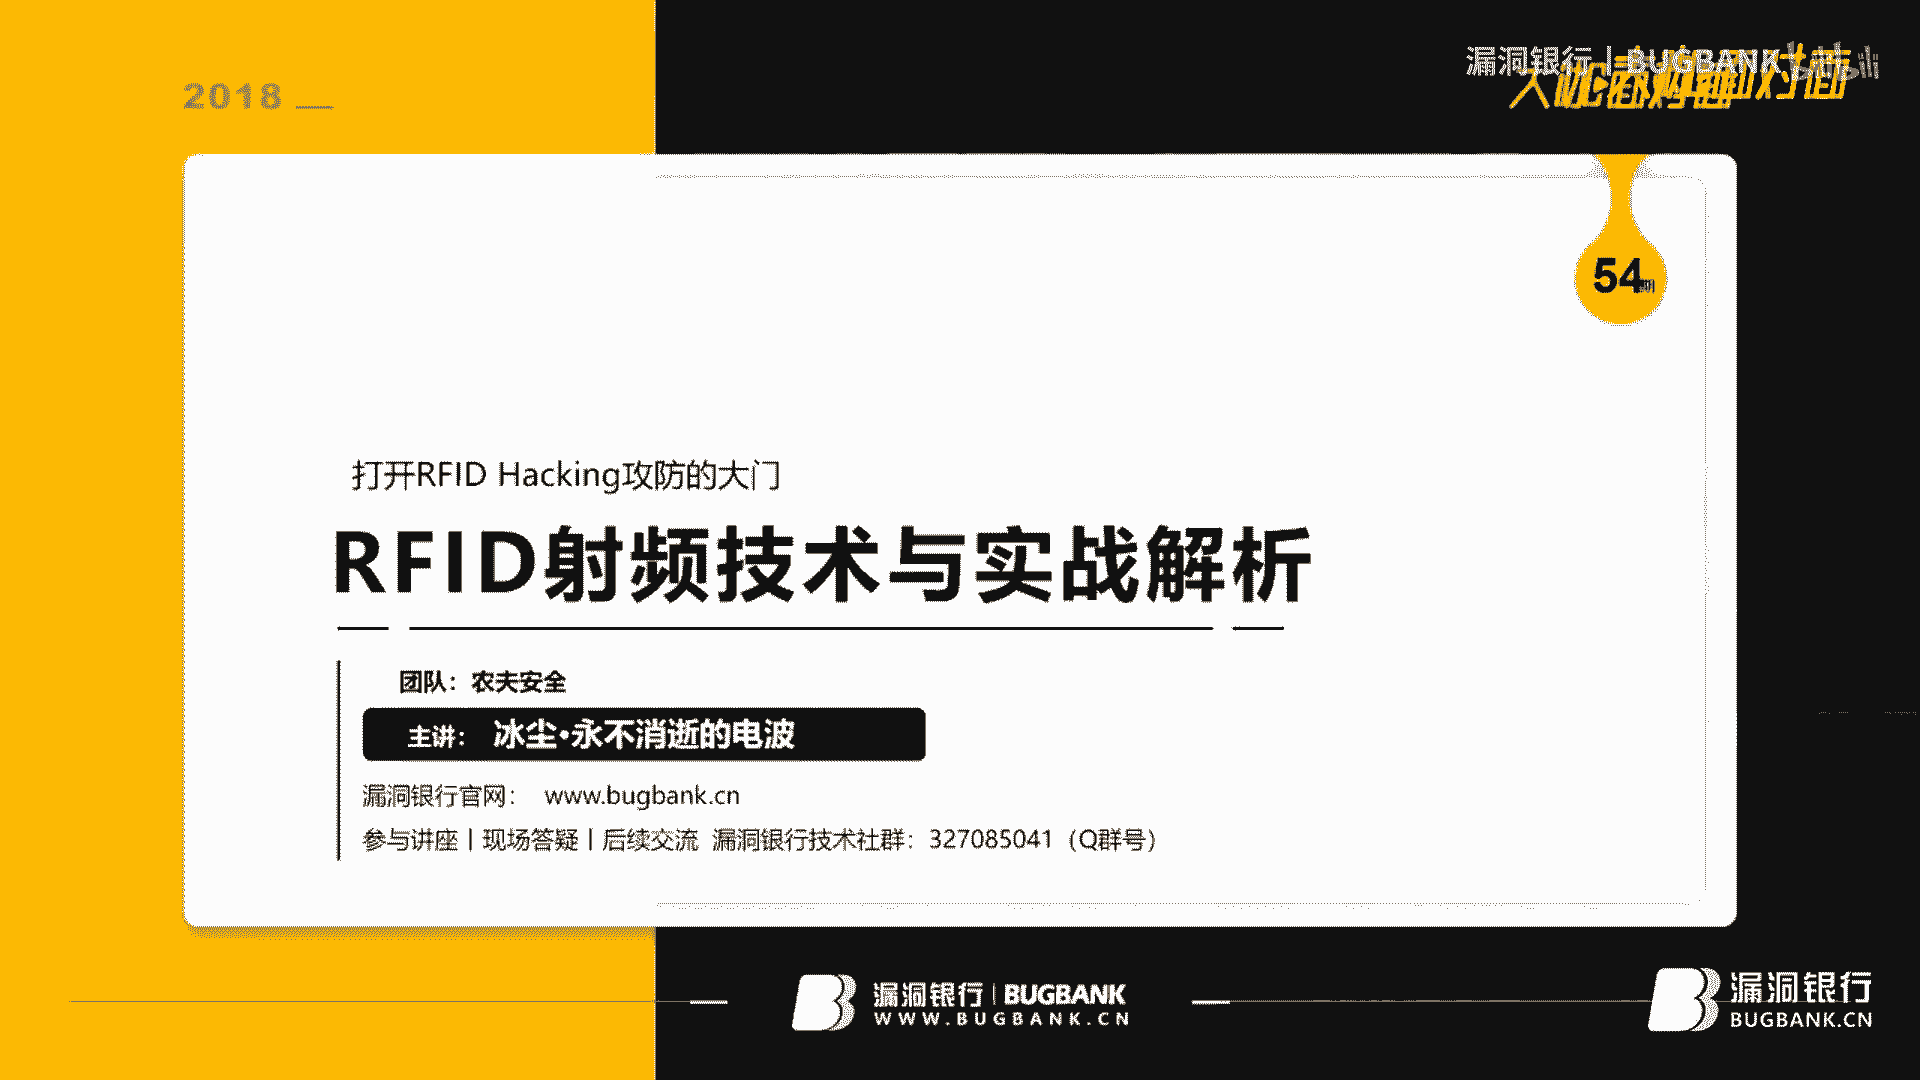 2018
漏洞银行 | BUGBANK
54期
打开RFID Hacking攻防的大门
RFID射频技术与实战解析
团队：农夫安全
主讲： 冰尘·永不消逝的电波
漏洞银行官网： www.bugbank.cn
参与讲座丨现场答疑丨后续交流 漏洞银行技术社群：327085041（Q群号）
漏洞银行 | BUGBANK
WWW.BUGBANK.CN
漏洞银行
BUGBANK.CN